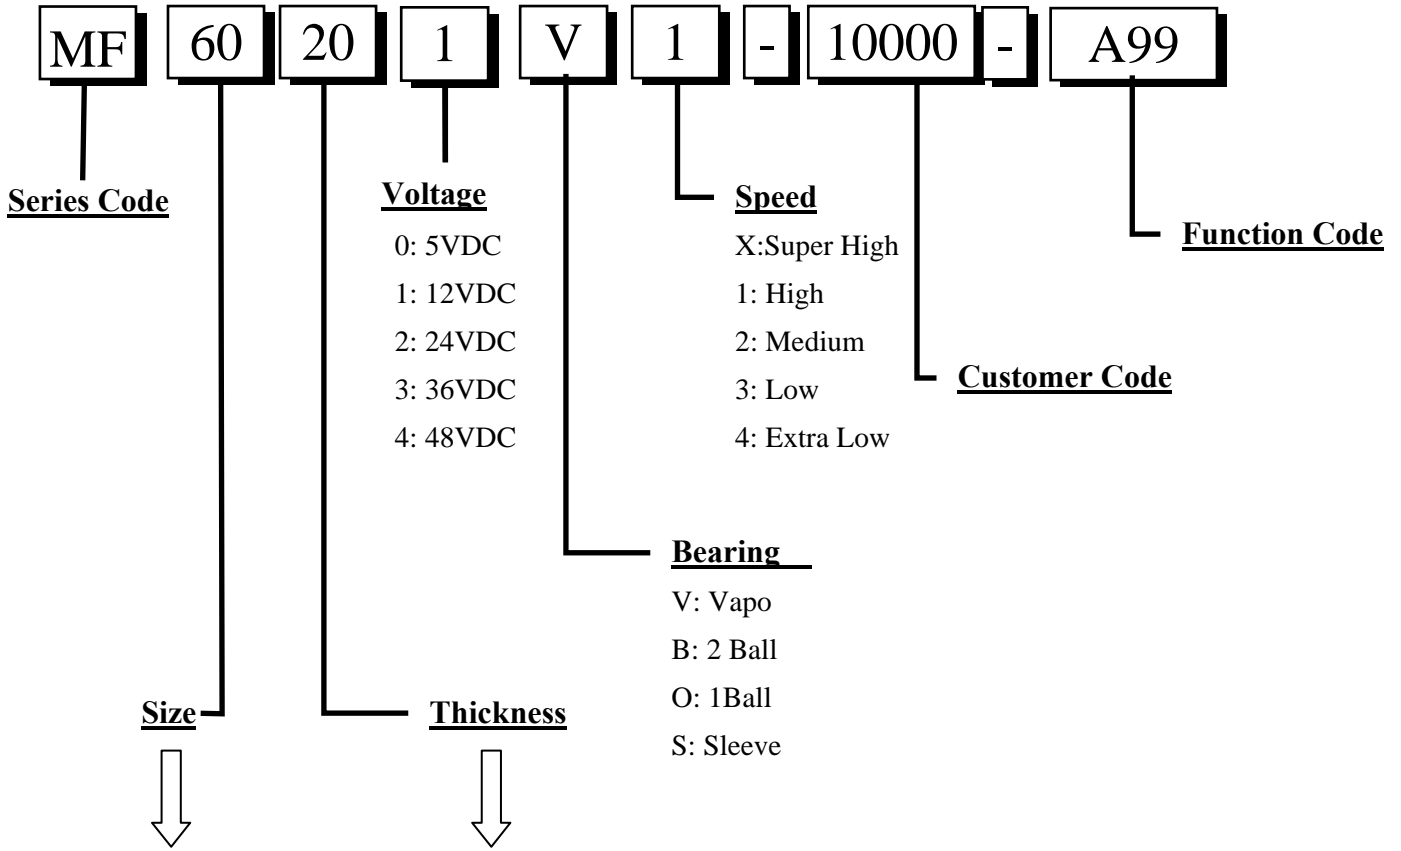 MF 60 20 1 V 1 - 10000 - A99
Series Code
Voltage
0: 5VDC
1: 12VDC
2: 24VDC
3: 36VDC
4: 48VDC
Speed
X:Super High
1: High
2: Medium
3: Low
4: Extra Low
Function Code
Customer Code
Bearing
V: Vapo
B: 2 Ball
O: 1Ball
S: Sleeve
Size
Thickness